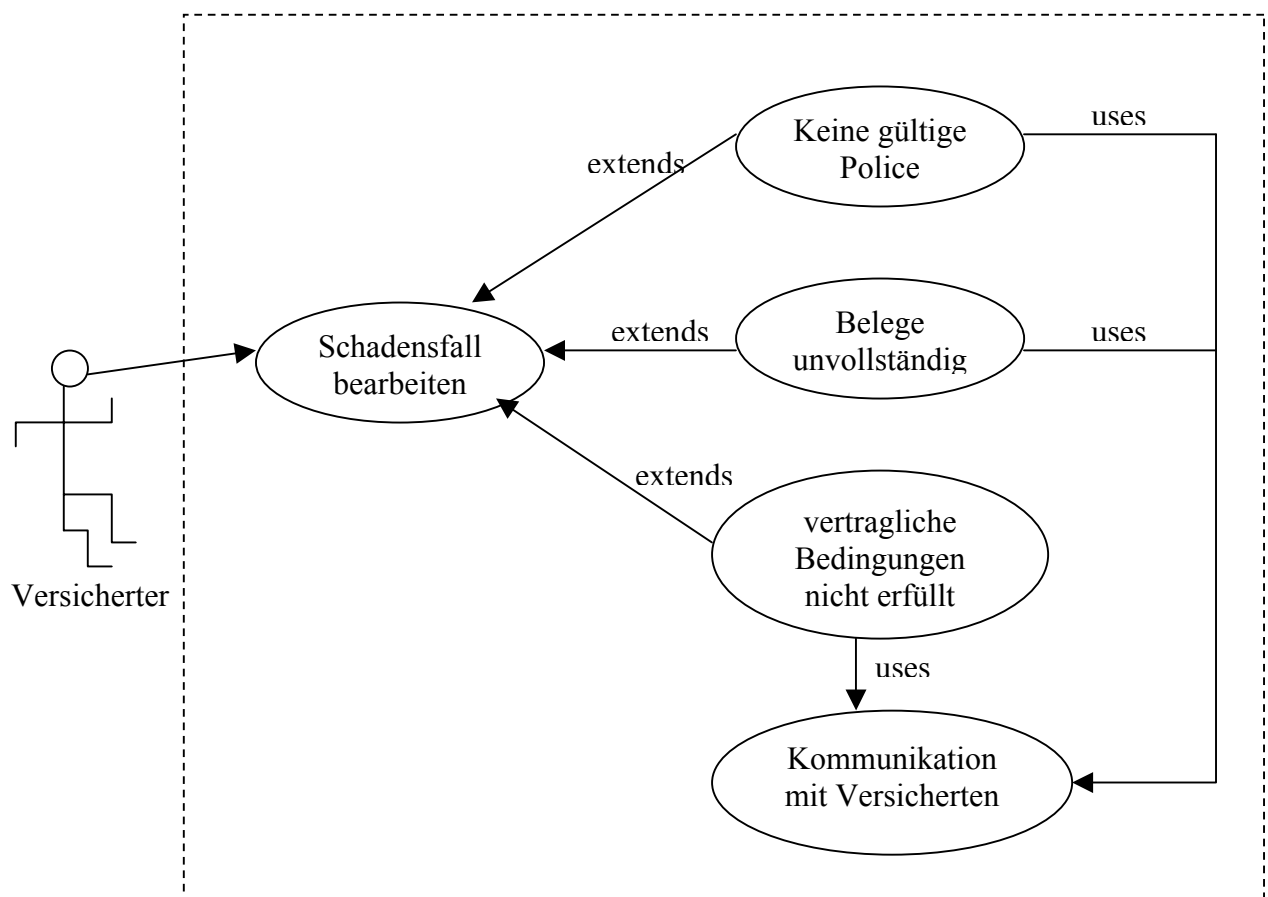 Keine gültige
Police
uses
extends
Schadensfall
bearbeiten
extends
Belege
unvollständig
uses
extends
vertragliche
Bedingungen
nicht erfüllt
Versicherter
uses
Kommunikation
mit Versicherten